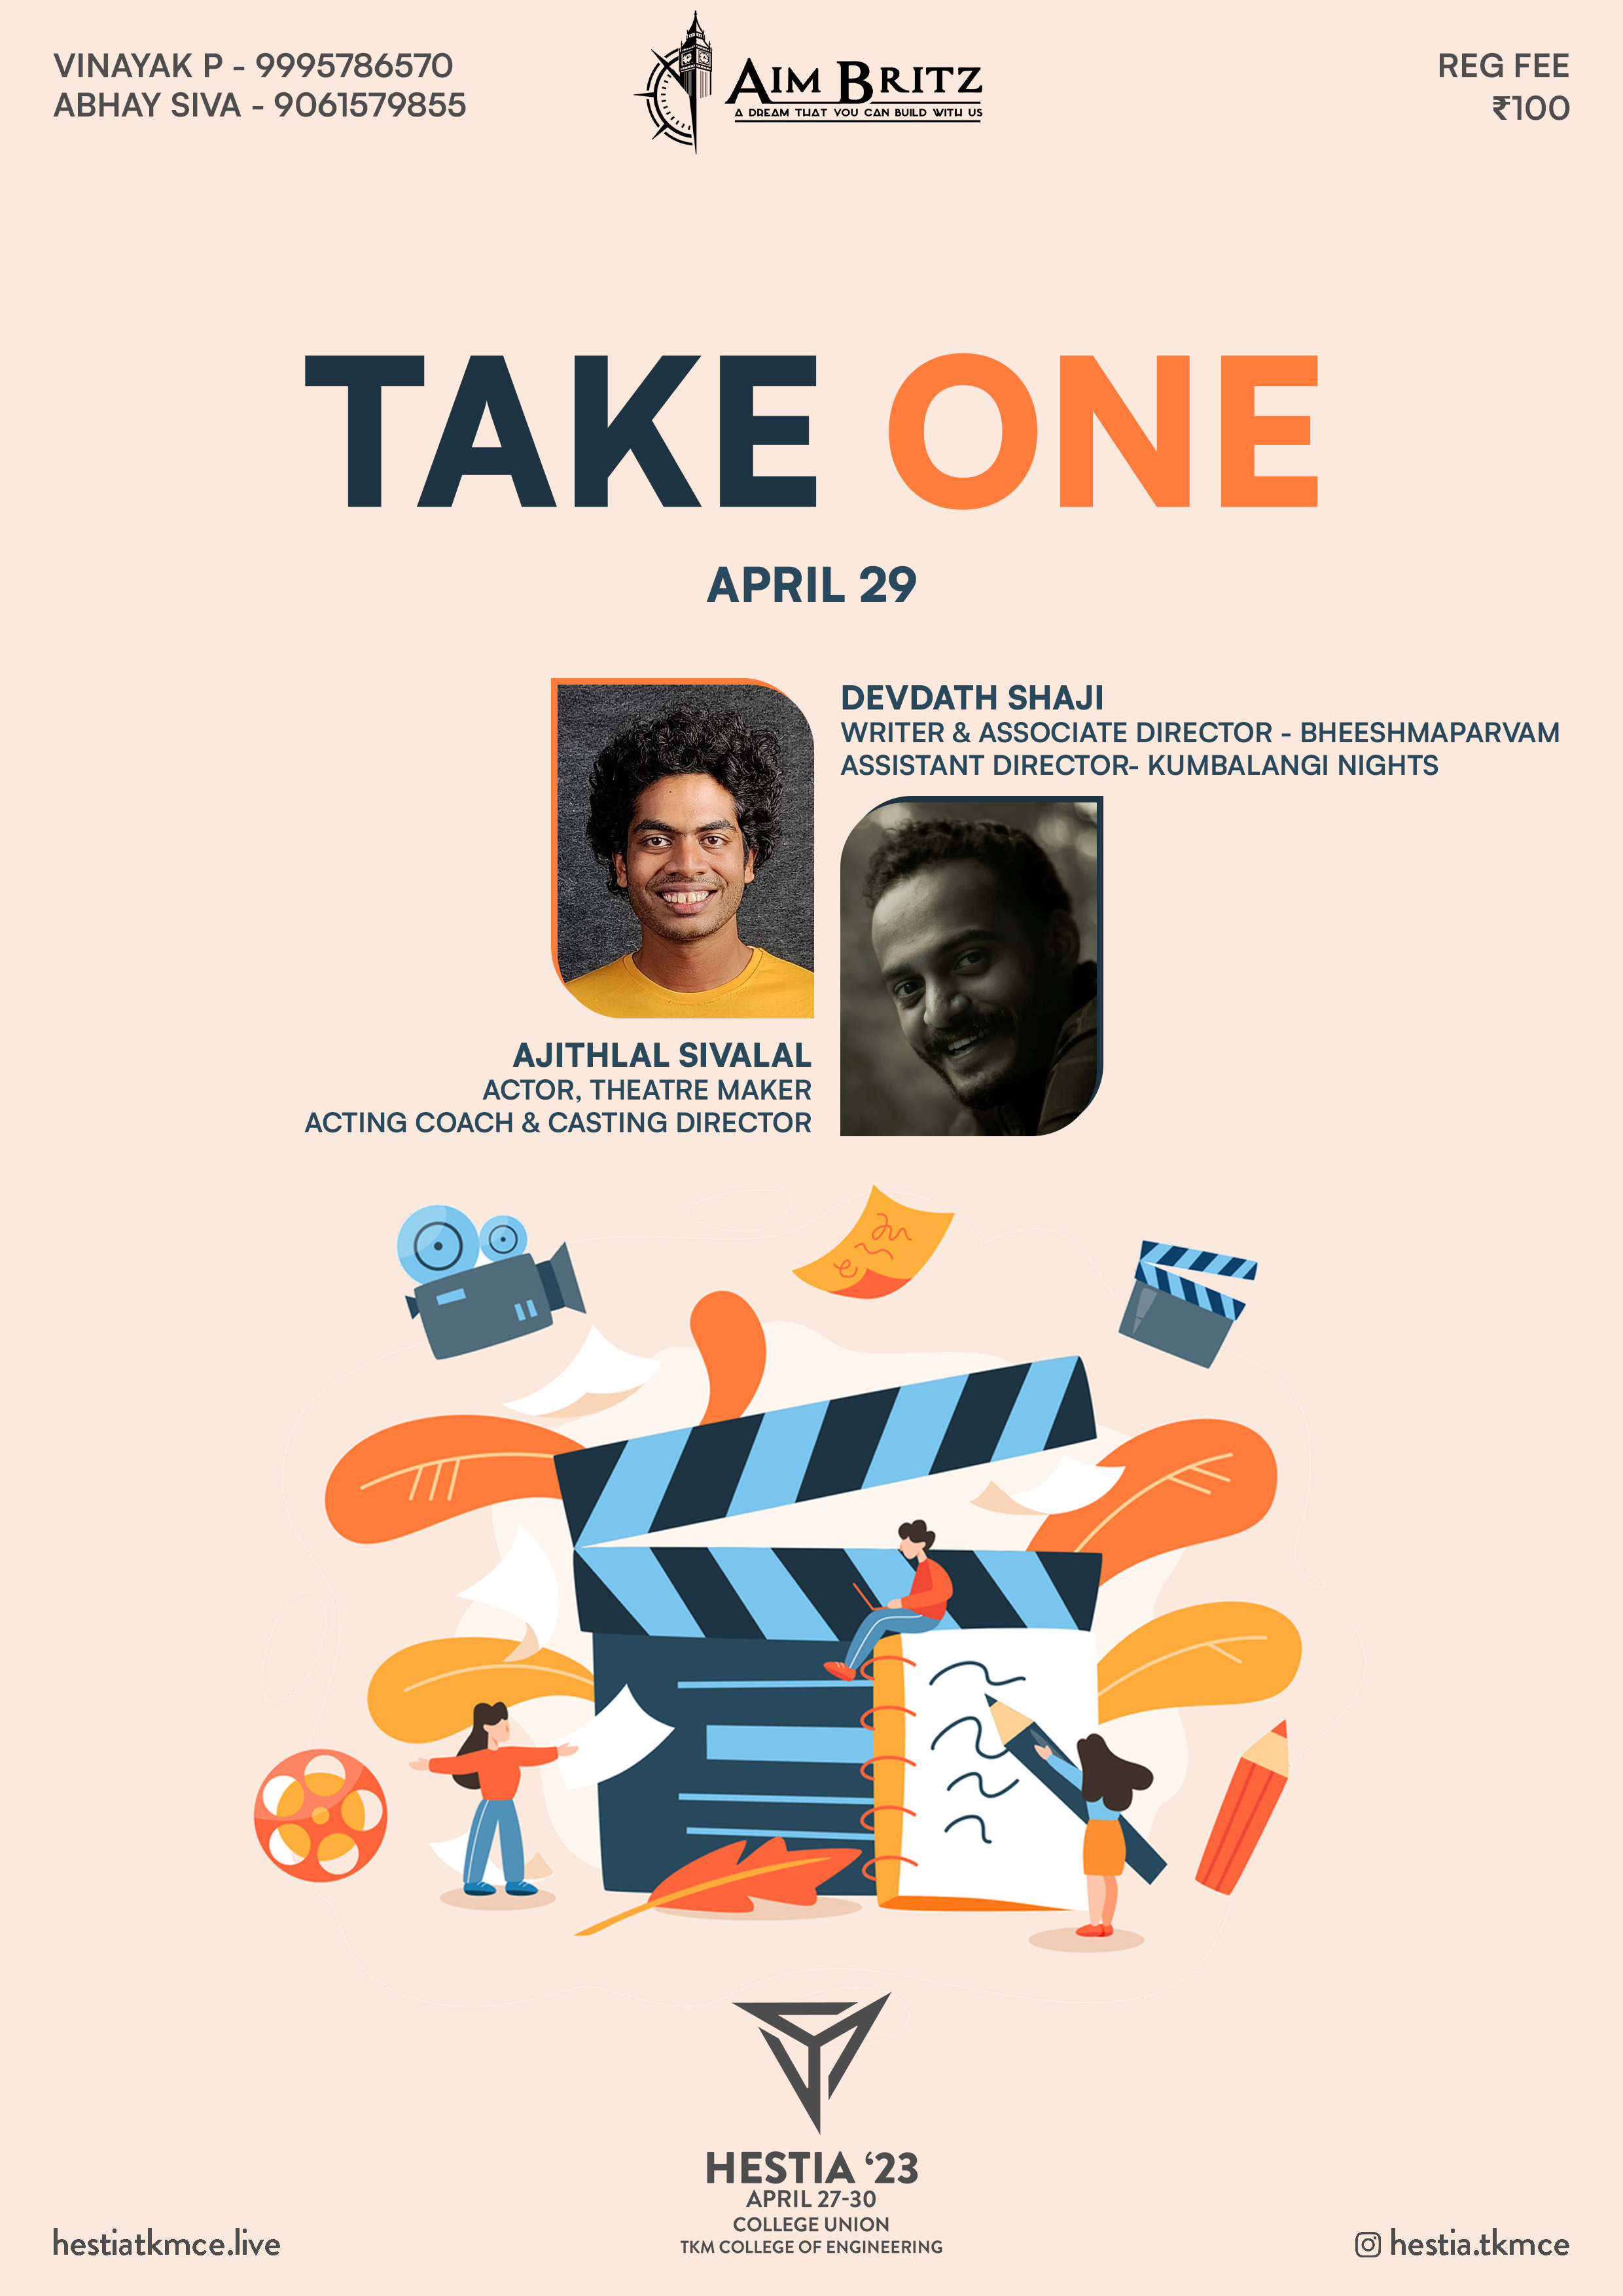 VINAYAK P - 9995786570
ABHAY SIVA - 9061579855
AIM BRITZ
A DREAM THAT YOU CAN BUILD WITH US
REG FEE
₹100
TAKE ONE
APRIL 29
DEVDATH SHAJI
WRITER & ASSOCIATE DIRECTOR - BHEESHMAPARVAM
ASSISTANT DIRECTOR- KUMBALANGI NIGHTS
AJITHLAL SIVALAL
ACTOR, THEATRE MAKER
ACTING COACH & CASTING DIRECTOR
HESTIA ‘23
APRIL 27-30
COLLEGE UNION
TKM COLLEGE OF ENGINEERING
hestiatkmce.live
hestia.tkmce